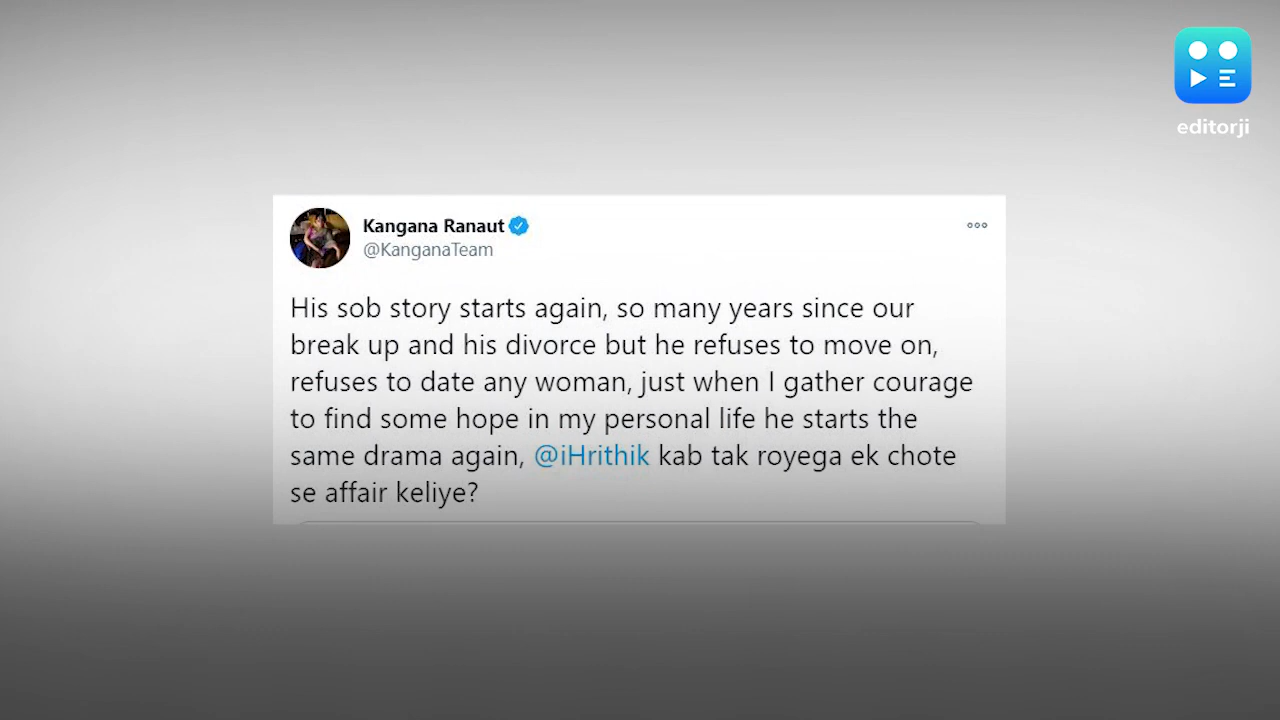 editorji
Kangana Ranaut
@KanganaTeam
His sob story starts again, so many years since our
break up and his divorce but he refuses to move on,
refuses to date any woman, just when I gather courage
to find some hope in my personal life he starts the
same drama again, @iHrithik kab tak royega ek chote
se affair keliye?